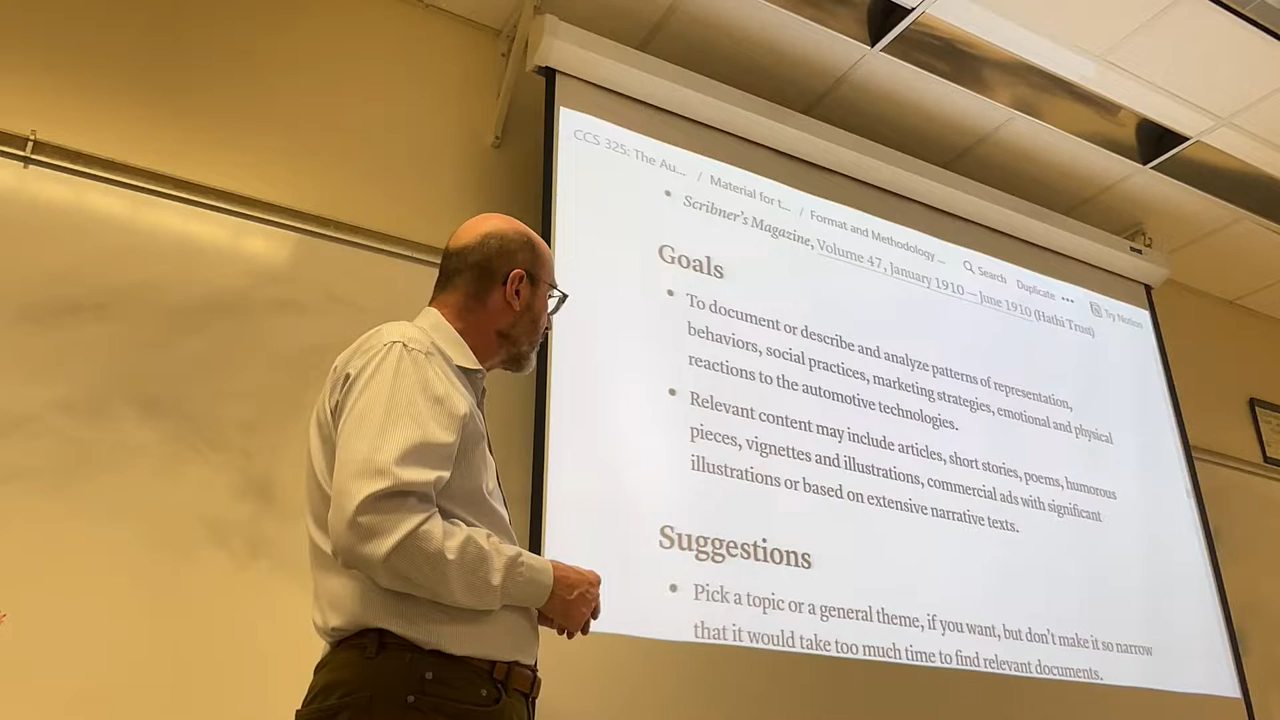 CCS 325: The Au... / Material for t... / Format and Methodology ... Search Duplicate ••• Try Notion
• Scribner's Magazine, Volume 47, January 1910 – June 1910 (Hathi Trust)
Goals
• To document or describe and analyze patterns of representation,
behaviors, social practices, marketing strategies, emotional and physical
reactions to the automotive technologies.
• Relevant content may include articles, short stories, poems, humorous
pieces, vignettes and illustrations, commercial ads with significant
illustrations or based on extensive narrative texts.
Suggestions
• Pick a topic or a general theme, if you want, but don't make it so narrow
that it would take too much time to find relevant documents.